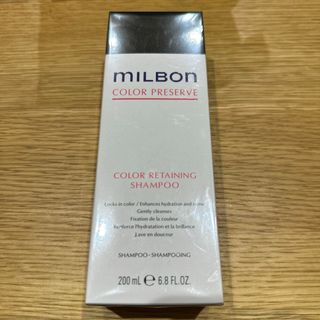 MILBON
COLOR PRESERVE
COLOR RETAINING
SHAMPOO
Locks in color / Enhances hydration and shine
Gently cleanses
Fixation de la couleur
Renforce l'hydratation et la brillance
Lave en douceur
SHAMPOO • SHAMPOOING
200 mL ℮ 6.8 FL.OZ.